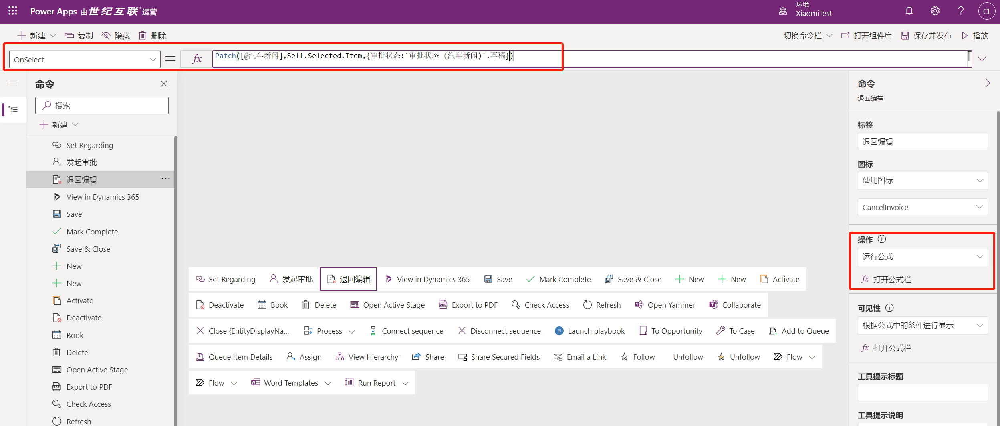 Power Apps 由世纪互联运营
环境
XiaomiTest
CL
新建
复制
隐藏
删除
切换命令栏
打开组件库
保存并发布
播放
OnSelect
=
fx
Patch([@汽车新闻],Self.Selected.Item,{审批状态:'审批状态 (汽车新闻)'.草稿})
命令
搜索
新建
Set Regarding
发起审批
退回编辑
View in Dynamics 365
Save
Mark Complete
Save & Close
New
New
Activate
Deactivate
Book
Delete
Open Active Stage
Export to PDF
Check Access
Refresh
Set Regarding
发起审批
退回编辑
View in Dynamics 365
Save
Mark Complete
Save & Close
New
New
Activate
Deactivate
Book
Delete
Open Active Stage
Export to PDF
Check Access
Refresh
Open Yammer
Collaborate
Close {EntityDisplayNa...
Process
Connect sequence
Disconnect sequence
Launch playbook
To Opportunity
To Case
Add to Queue
Queue Item Details
Assign
View Hierarchy
Share
Share Secured Fields
Email a Link
Follow
Unfollow
Unfollow
Flow
Flow
Word Templates
Run Report
命令
退回编辑
标签
退回编辑
图标
使用图标
CancelInvoice
操作
运行公式
fx 打开公式栏
可见性
根据公式中的条件进行显示
fx 打开公式栏
工具提示标题
工具提示说明